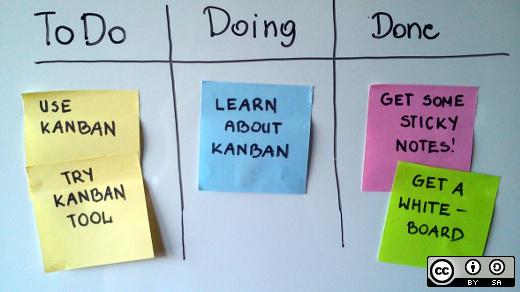 To Do
Doing
Done
USE
KANBAN
TRY
KANBAN
TOOL
LEARN
ABOUT
KANBAN
GET SOME
STICKY
NOTES!
GET A
WHITE-
BOARD
cc
BY SA